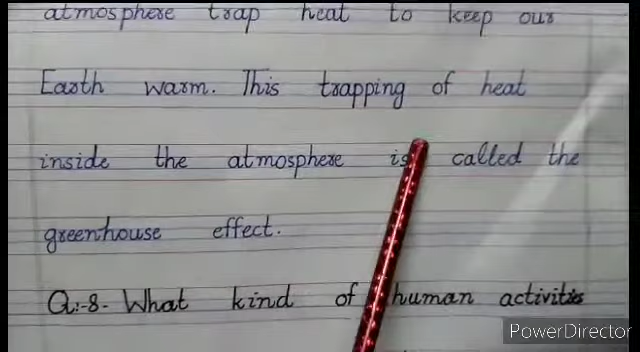 atmosphere trap heat to keep our
Earth warm. This trapping of heat
inside the atmosphere is called the
greenhouse effect.
Q:-8- What kind of human activities
PowerDirector